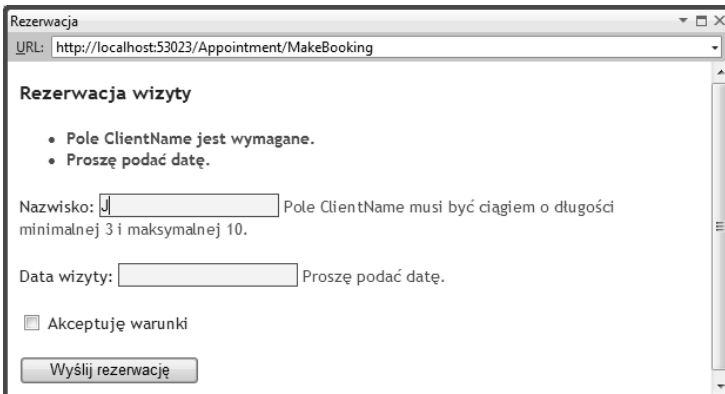 Rezerwacja
URL: http://localhost:53023/Appointment/MakeBooking
Rezerwacja wizyty
• Pole ClientName jest wymagane.
• Proszę podać datę.
Nazwisko: J Pole ClientName musi być ciągiem o długości
minimalnej 3 i maksymalnej 10.
Data wizyty: Proszę podać datę.
Akceptuję warunki
Wyślij rezerwację